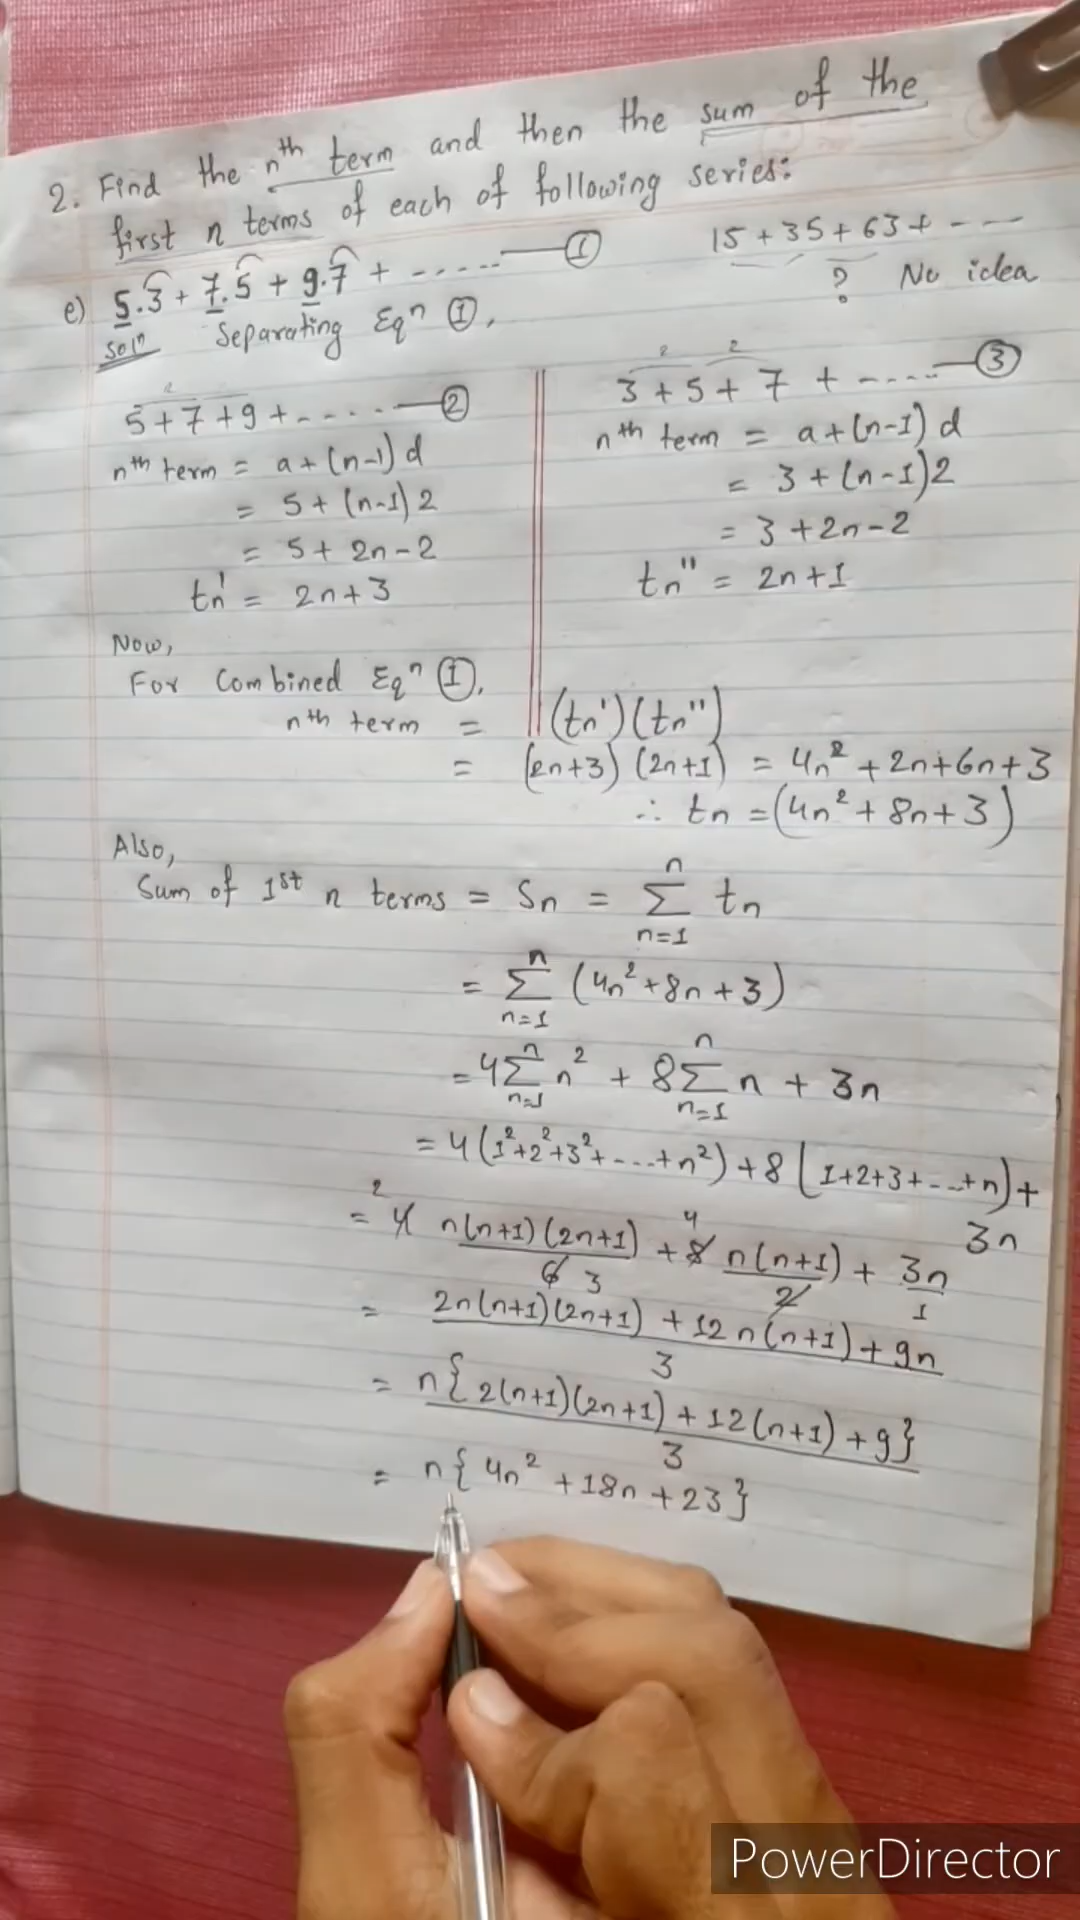 2. Find the nth term and then the sum of the
first n terms of each of following series:
e) 5.3 + 7.5 + 9.7 + ........ ①
15 + 35 + 63 + - - -
? No idea
Solⁿ Separating Eqⁿ ①,
5 + 7 + 9 + ..... ②
nth term = a + (n-1) d
= 5 + (n-1) 2
= 5 + 2n - 2
tn' = 2n + 3
3 + 5 + 7 + ..... ③
nth term = a + (n-1) d
= 3 + (n-1) 2
= 3 + 2n - 2
tn'' = 2n + 1
Now,
For Combined Eqⁿ ①,
nth term = (tn') (tn'')
= (2n+3) (2n+1) = 4n² + 2n + 6n + 3
∴ tn = (4n² + 8n + 3)
Also,
Sum of 1st n terms = Sn = n Σ n=1 tn
= n Σ n=1 (4n² + 8n + 3)
= 4 n Σ n=1 n² + 8 n Σ n=1 n + 3n
= 4 (1² + 2² + 3² + ..... + n²) + 8 (1+2+3+ ... + n) +
3n
= 4 2 n(n+1) (2n+1) / 6 3 + 8 4 n(n+1) / 2 + 3n / 1
= 2n(n+1)(2n+1) + 12n(n+1) + 9n / 3
= n{2(n+1)(2n+1) + 12(n+1) + 9} / 3
= n{4n² + 18n + 23}
PowerDirector